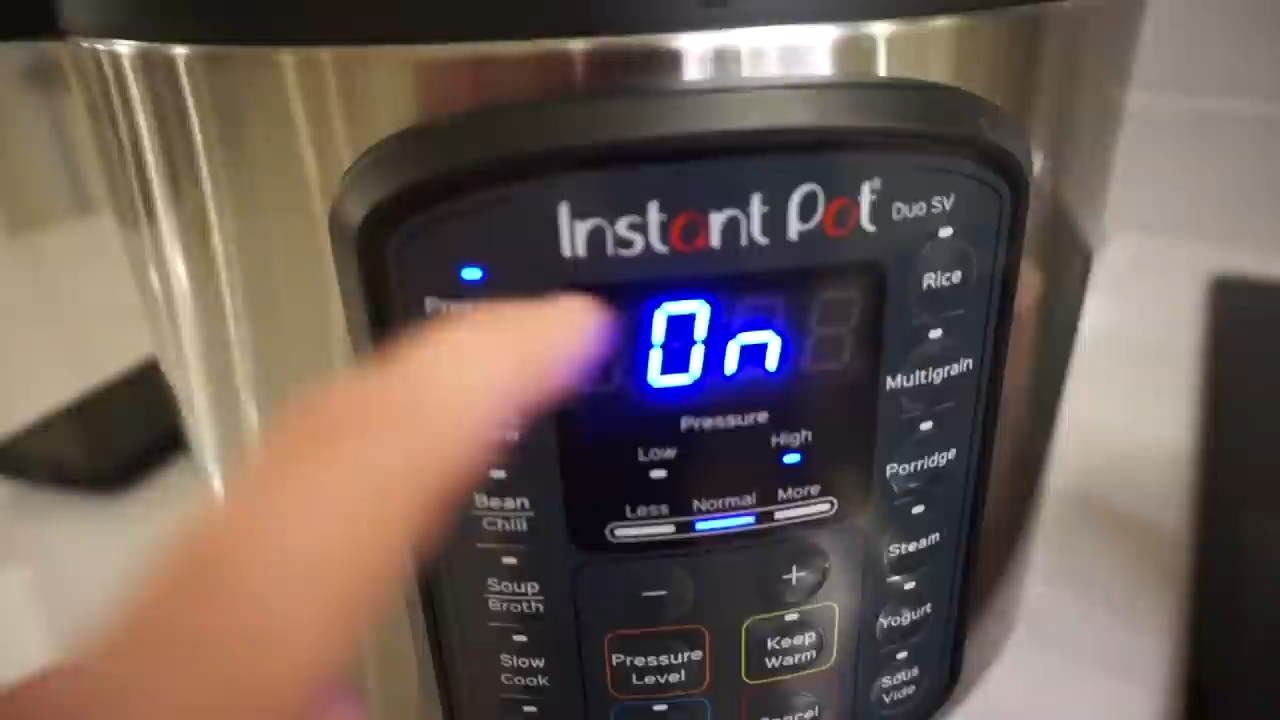 Instant Pot®
Duo SV
On
Pressure
Low
High
Less
Normal
More
Bean
Chili
Soup
Broth
Slow
Cook
−
+
Pressure
Level
Keep
Warm
Rice
Multigrain
Porridge
Steam
Yogurt
Sous
Vide